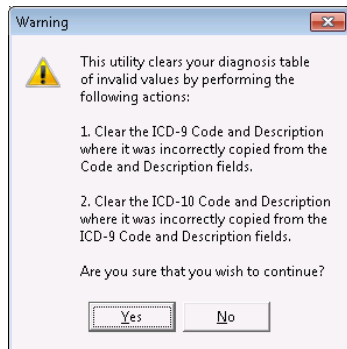 Warning
This utility clears your diagnosis table
of invalid values by performing the
following actions:
1. Clear the ICD-9 Code and Description
where it was incorrectly copied from the
Code and Description fields.
2. Clear the ICD-10 Code and Description
where it was incorrectly copied from the
ICD-9 Code and Description fields.
Are you sure that you wish to continue?
Yes
No